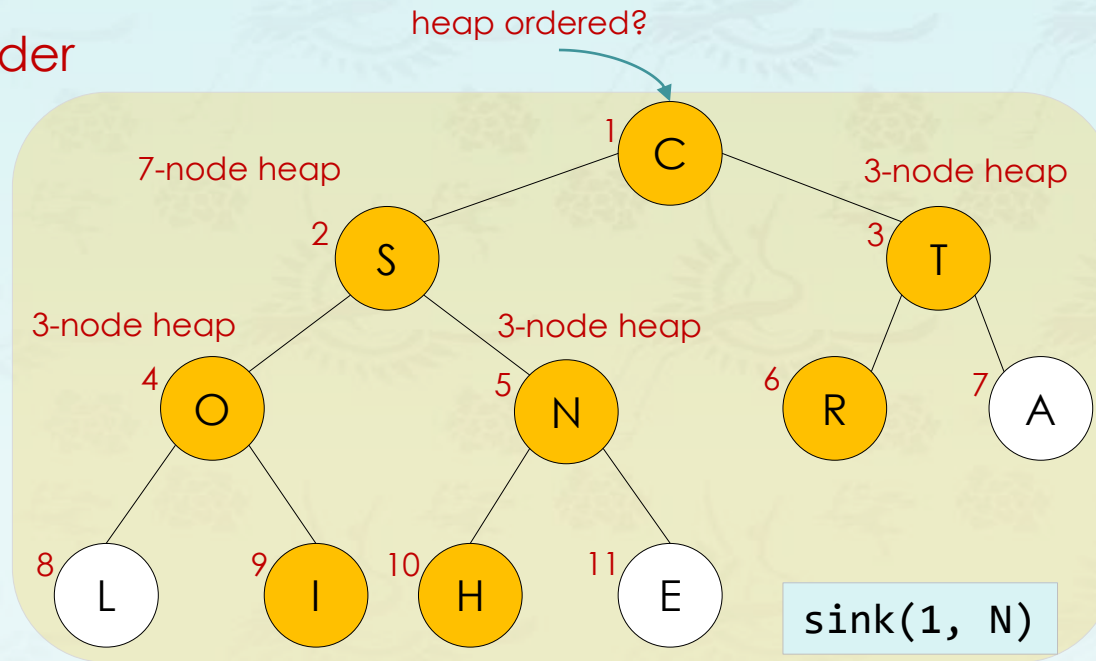 heap ordered?
der
1
C
7-node heap
3-node heap
2
S
3
T
3-node heap
3-node heap
4
O
5
N
6
R
7
A
8
L
9
I
10
H
11
E
sink(1, N)